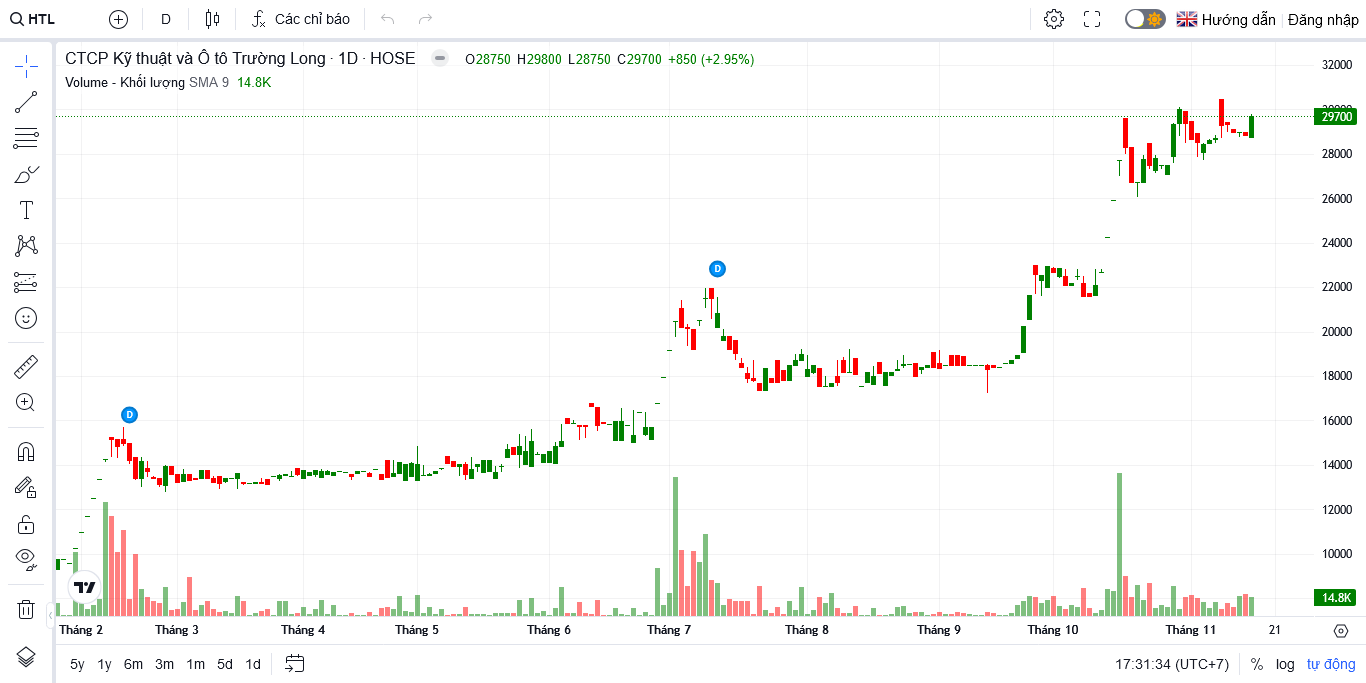 HTL D Các chỉ báo Hướng dẫn Đăng nhập
CTCP Kỹ thuật và Ô tô Trường Long · 1D · HOSE O28750 H29800 L28750 C29700 +850 (+2.95%)
Volume - Khối lượng SMA 9 14.8K
32000
29700
28000
26000
24000
D
22000
20000
18000
16000
D
14000
12000
10000
14.8K
Tháng 2 Tháng 3 Tháng 4 Tháng 5 Tháng 6 Tháng 7 Tháng 8 Tháng 9 Tháng 10 Tháng 11 21
5y 1y 6m 3m 1m 5d 1d 17:31:34 (UTC+7) % log tự động